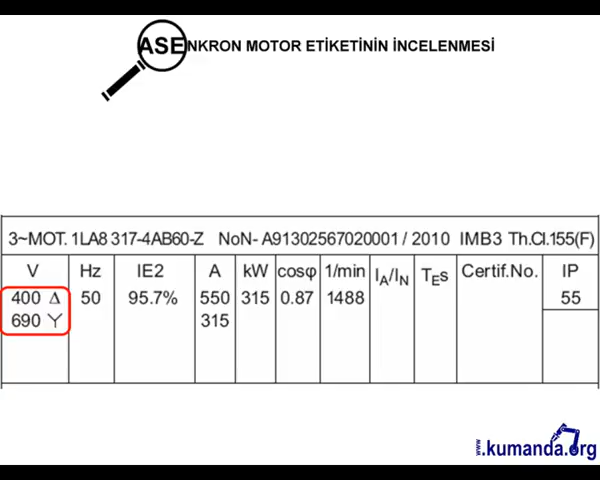 ASENKRON MOTOR ETİKETİNİN İNCELENMESİ
3~MOT. 1LA8 317-4AB60-Z NoN- A91302567020001 / 2010 IMB3 Th.Cl.155(F)
V Hz IE2 A kW cosφ 1/min IA/IN TES Certif.No. IP
400 Δ 50 95.7% 550 315 0.87 1488 55
690 Y 315
www.kumanda.org